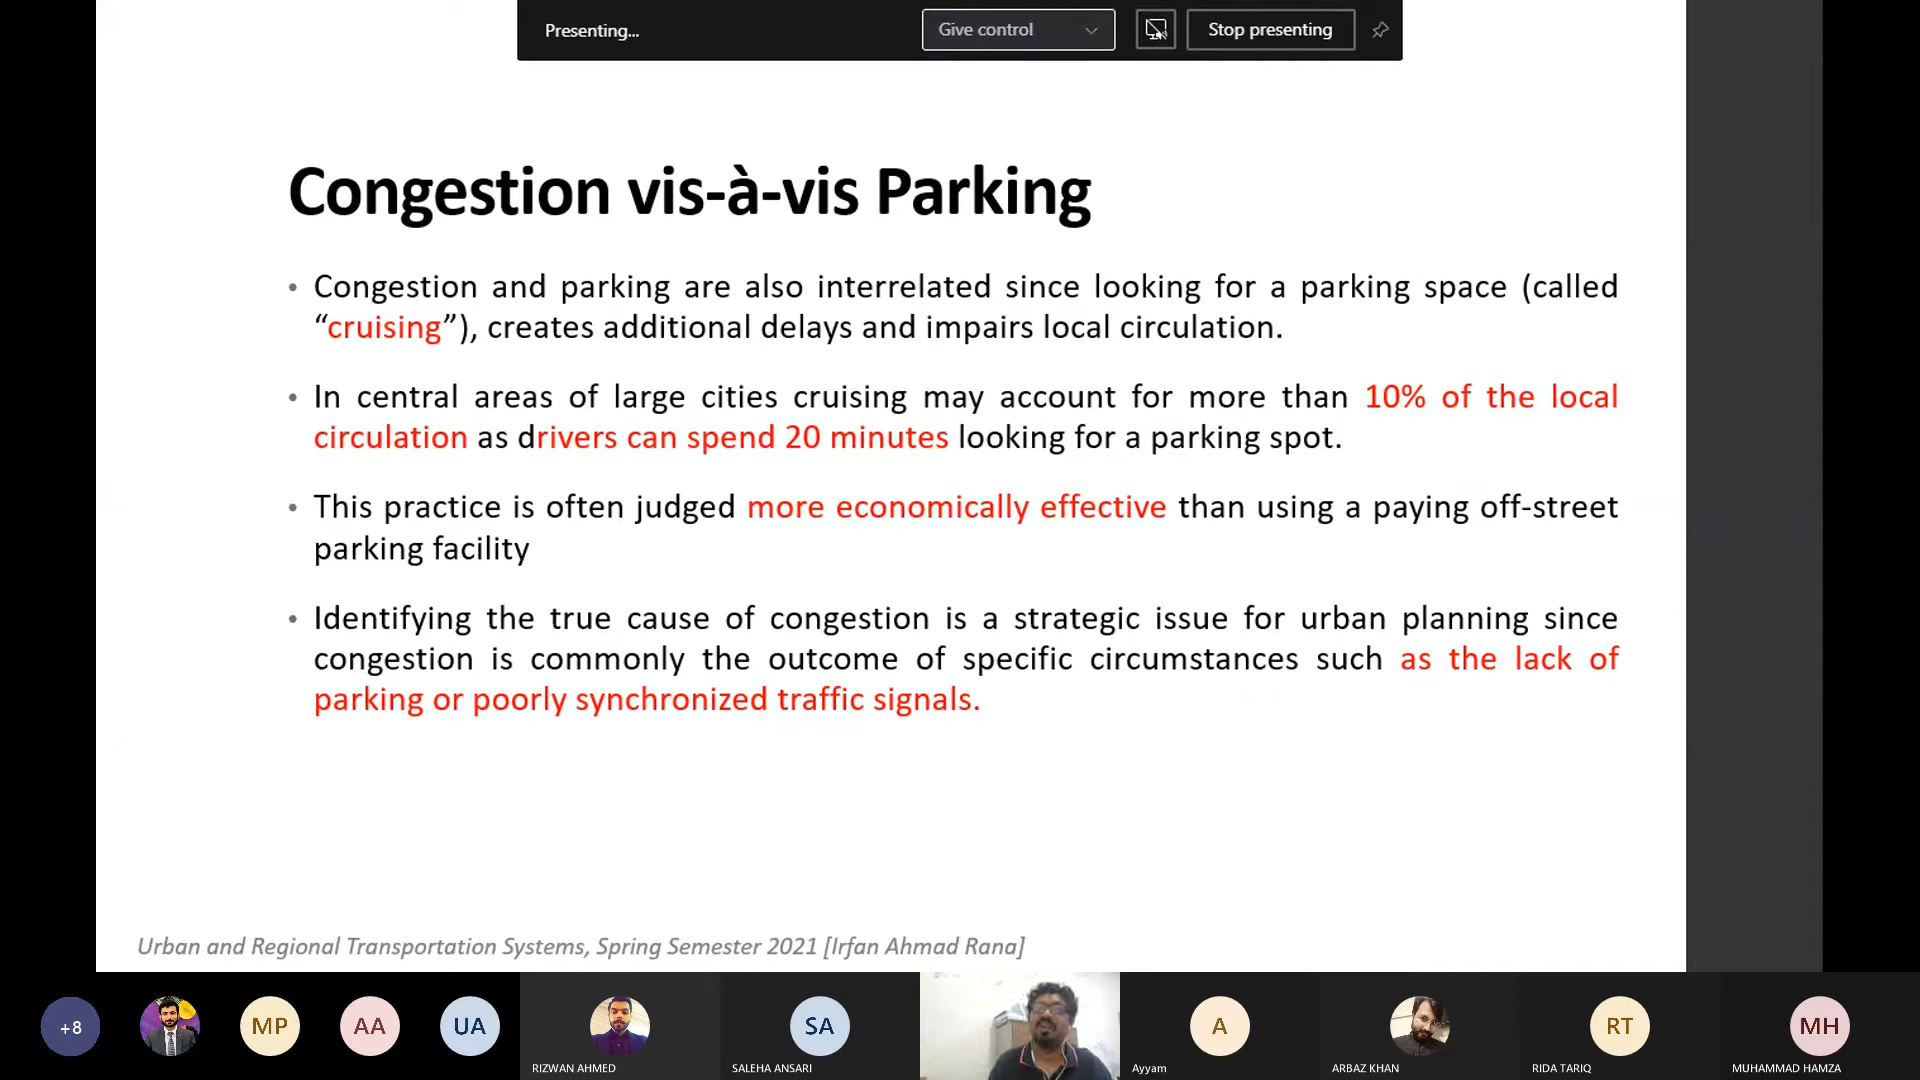 Presenting...
Give control
Stop presenting
Congestion vis-à-vis Parking
• Congestion and parking are also interrelated since looking for a parking space (called
“cruising”), creates additional delays and impairs local circulation.
• In central areas of large cities cruising may account for more than 10% of the local
circulation as drivers can spend 20 minutes looking for a parking spot.
• This practice is often judged more economically effective than using a paying off-street
parking facility
• Identifying the true cause of congestion is a strategic issue for urban planning since
congestion is commonly the outcome of specific circumstances such as the lack of
parking or poorly synchronized traffic signals.
Urban and Regional Transportation Systems, Spring Semester 2021 [Irfan Ahmad Rana]
+8
MP
AA
UA
RIZWAN AHMED
SA
SALEHA ANSARI
A
Ayyam
ARBAZ KHAN
RT
RIDA TARIQ
MH
MUHAMMAD HAMZA